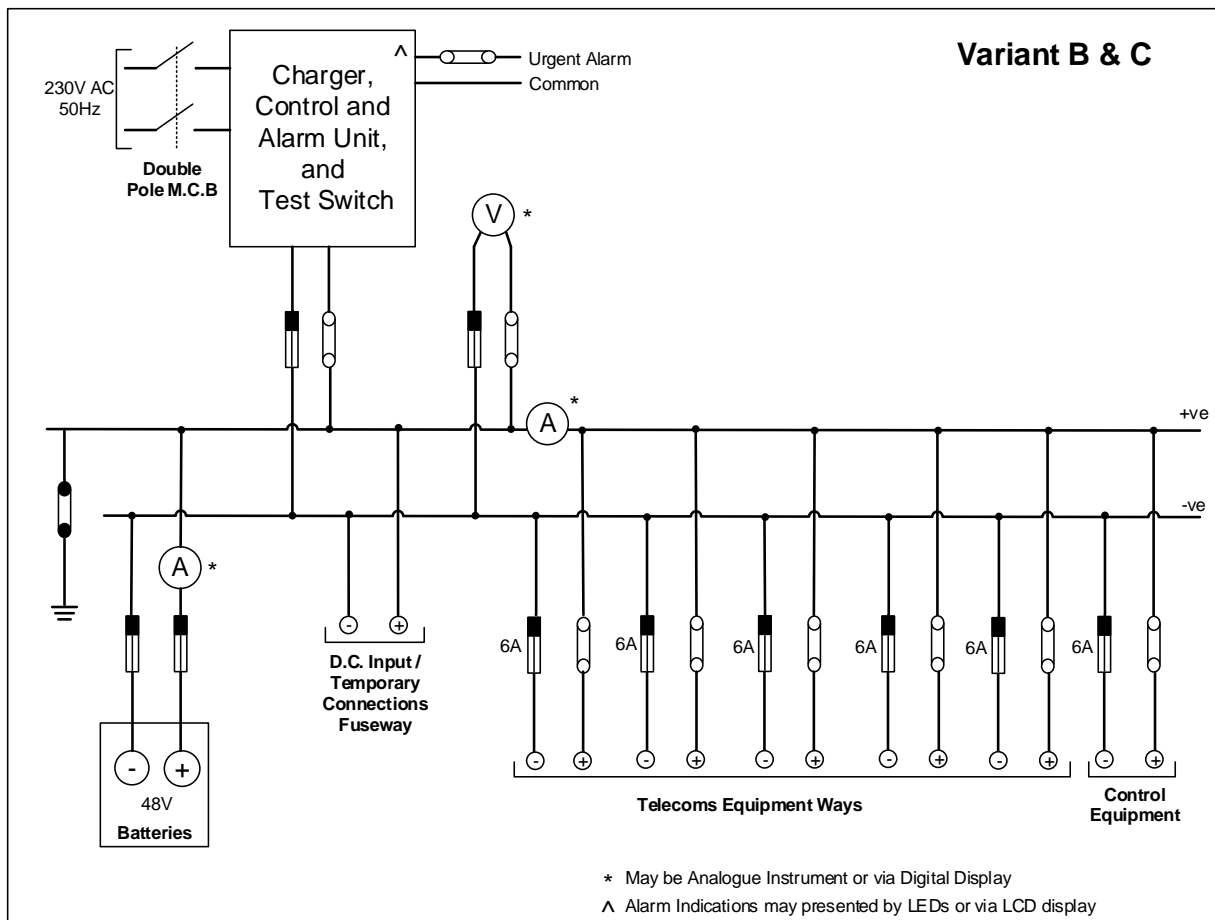 Variant B & C
230V AC
50Hz
Double
Pole M.C.B
Charger,
Control and
Alarm Unit,
and
Test Switch
^
Urgent Alarm
Common
V
*
A
*
+ve
-ve
A
*
-
+
48V
Batteries
-
+
D.C. Input /
Temporary
Connections
Fuseway
6A
6A
6A
6A
6A
6A
-
+
-
+
-
+
-
+
-
+
-
+
Telecoms Equipment Ways
Control
Equipment
* May be Analogue Instrument or via Digital Display
^ Alarm Indications may presented by LEDs or via LCD display